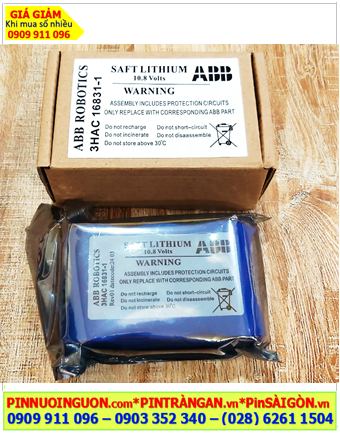 GIÁ GIẢM
Khi mua số nhiều
0909 911 096
ABB ROBOTICS
3HAC 16831-1
SAFT LITHIUM
10.8 Volts
ABB
WARNING
ASSEMBLY INCLUDES PROTECTION CIRCUITS
ONLY REPLACE WITH CORRESPONDING ABB PART
Do not recharge Do not short-circuit
Do not incinerate Do not disassemble
Do not store above 30°C
ABB ROBOTICS
3HAC 16831-1
SAFT LITHIUM
10.8 Volts
ABB
WARNING
ASSEMBLY INCLUDES PROTECTION CIRCUITS
ONLY REPLACE WITH CORRESPONDING ABB PART
Do not recharge Do not short-circuit
Do not incinerate Do not disassemble
Do not store above 30°C
PINNUOINGUON.com*PINTRÀNGAN.vn*PinSÀIGÒN.vn
0909 911 096 – 0903 352 340 – (028) 6261 1504